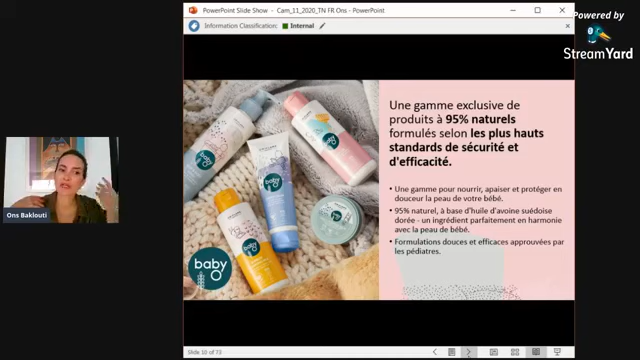 PowerPoint Slide Show - Cam_11_2020_TN FR Ons - PowerPoint
Powered by
StreamYard
Information Classification: Internal
Une gamme exclusive de
produits à 95% naturels
formulés selon les plus hauts
standards de sécurité et
d'efficacité.
• Une gamme pour nourrir, apaiser et protéger en
douceur la peau de votre bébé.
• 95% naturel, à base d'huile d'avoine suédoise
dorée - un ingrédient parfaitement en harmonie
avec la peau de bébé.
• Formulations douces et efficaces approuvées par
les pédiatres.
baby
baby
baby
baby O
Ons Baklouti
Slide 10 of 73